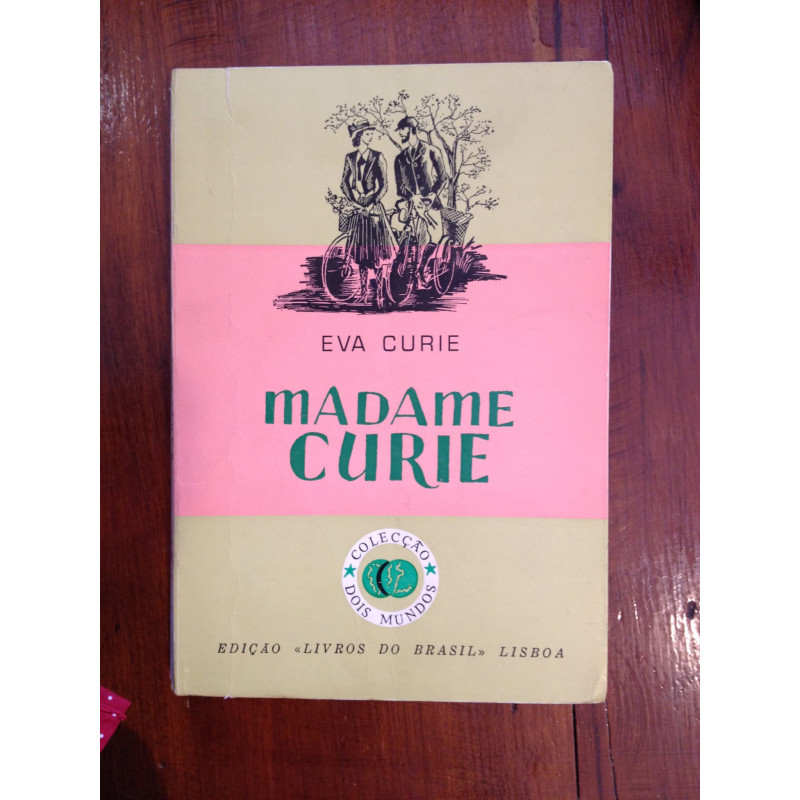 EVA CURIE
MADAME
CURIE
COLECÇÃO
DOIS MUNDOS
EDIÇÃO «LIVROS DO BRASIL» LISBOA